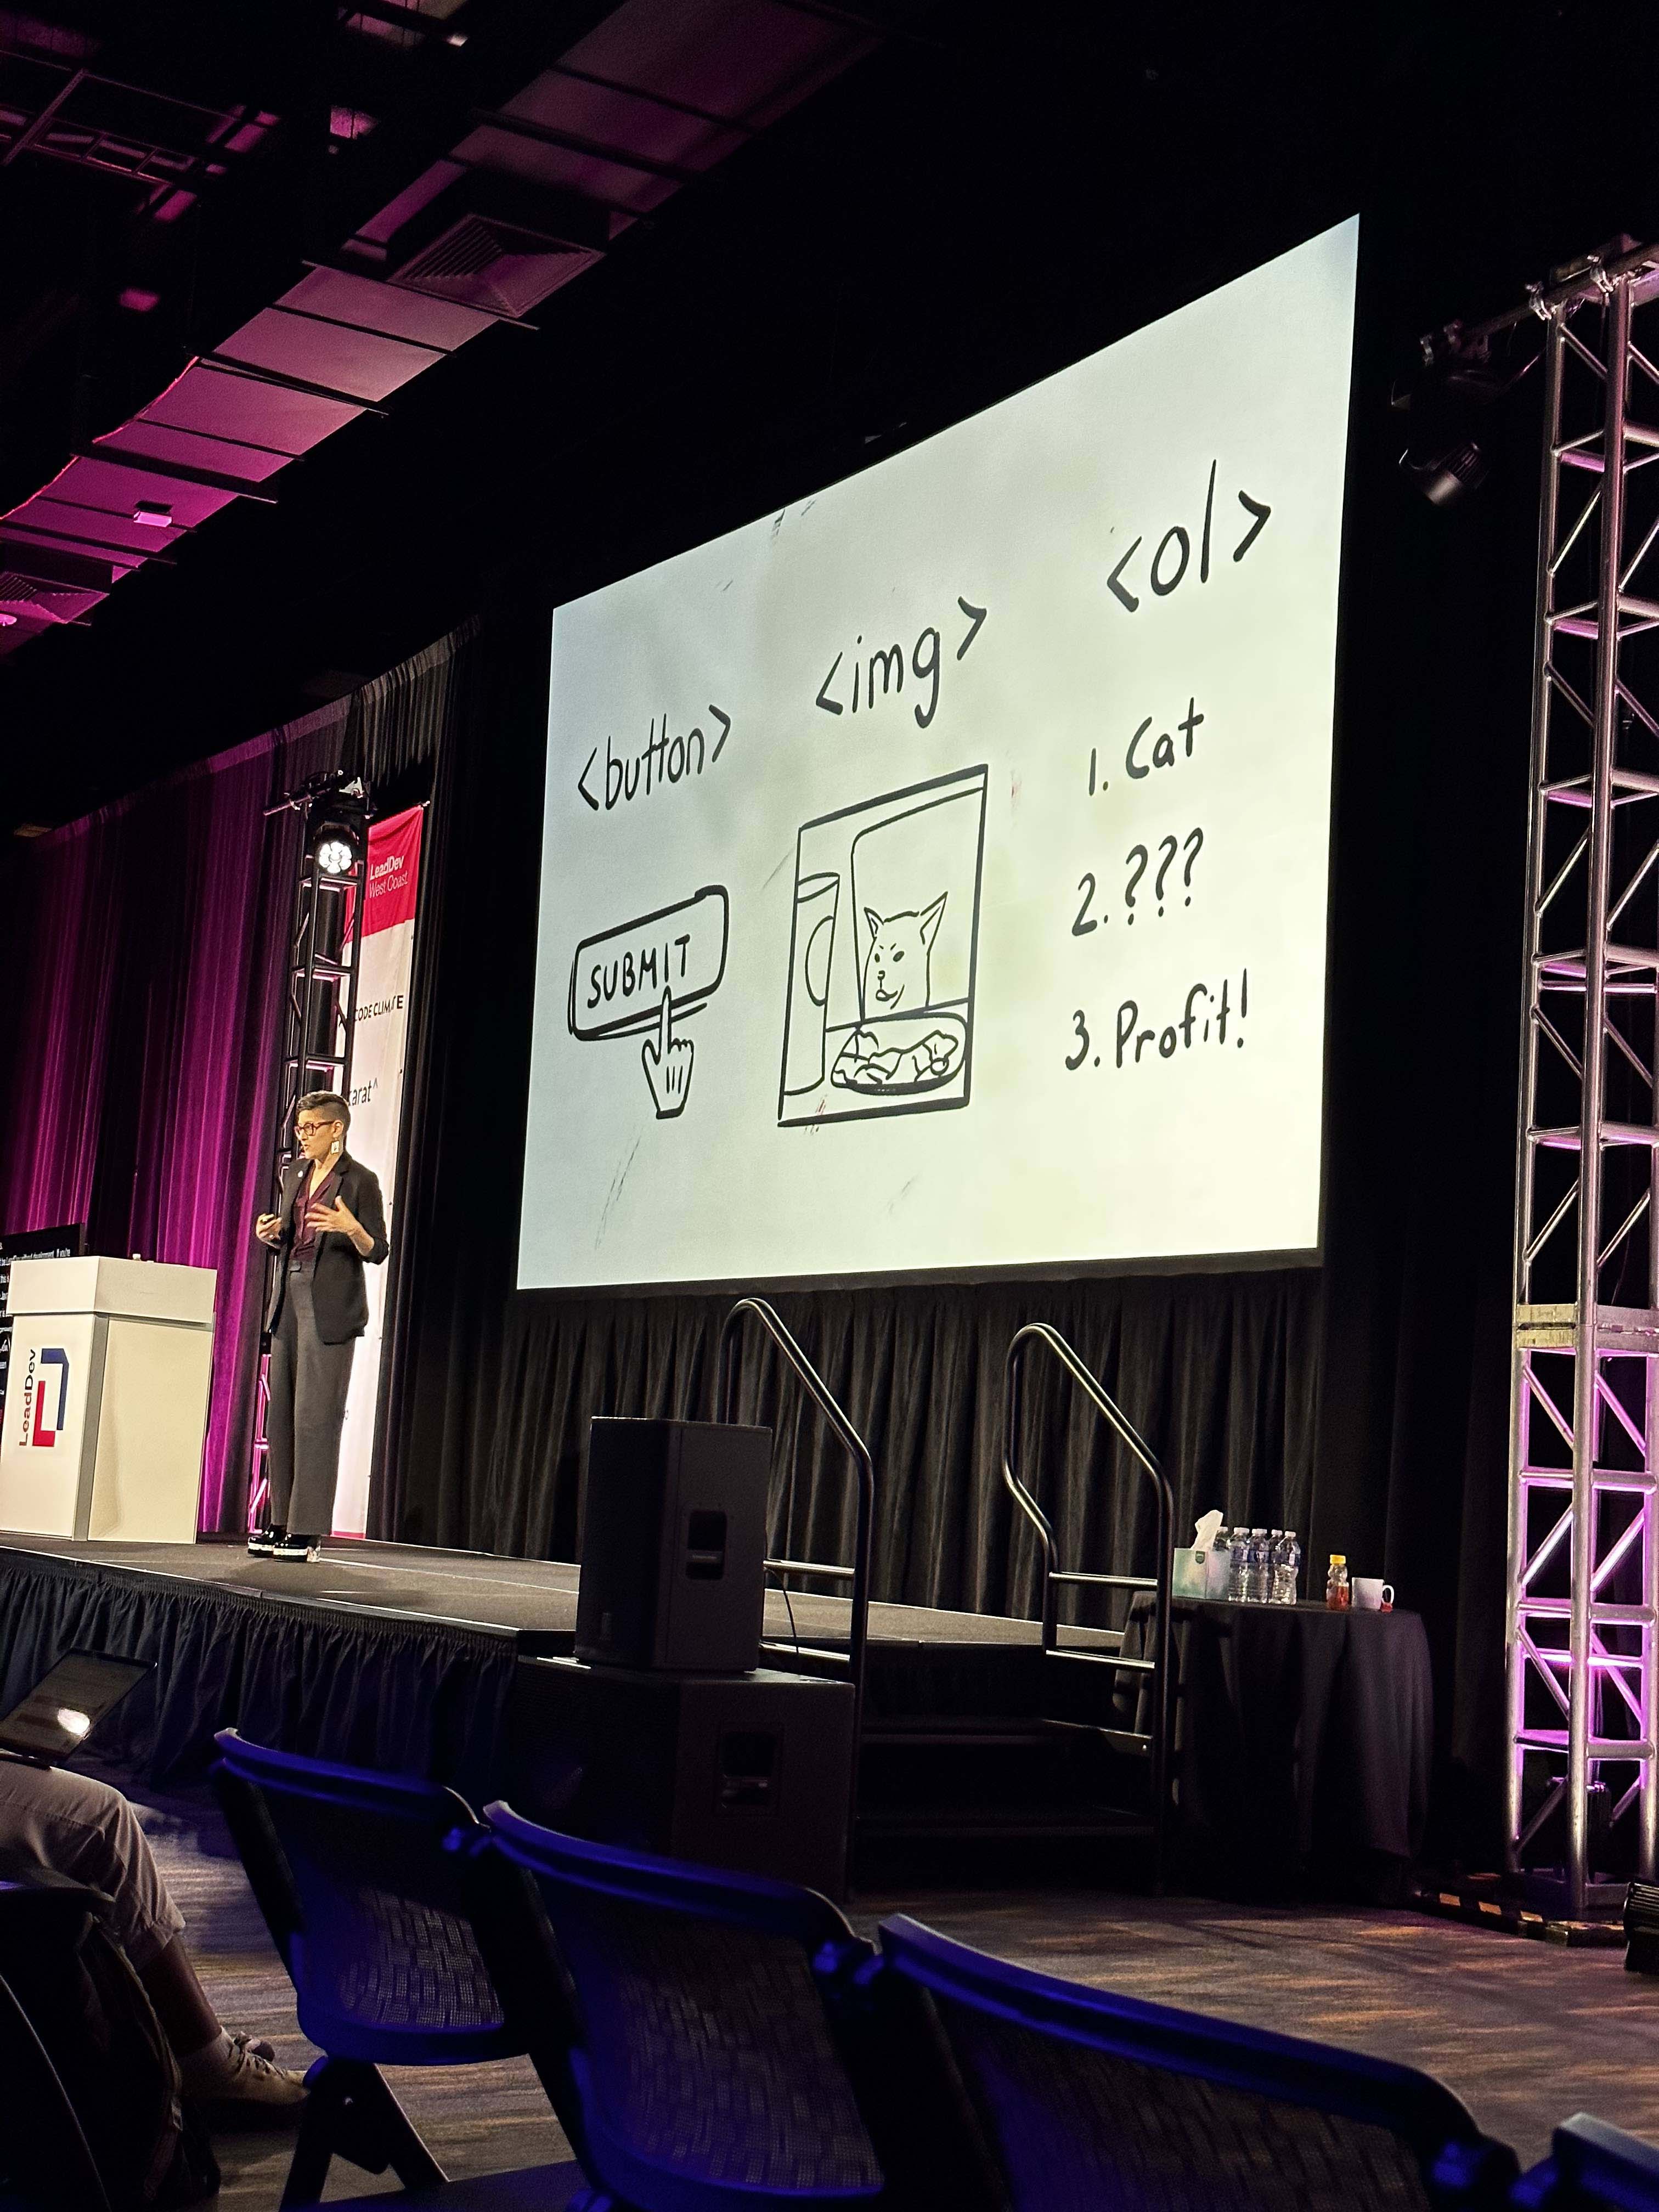 <button>
<img>
<ol>
SUBMIT
1. Cat
2. ???
3. Profit!
LeadDev
West Coast
CODE CLIMATE
karat
LeadDev